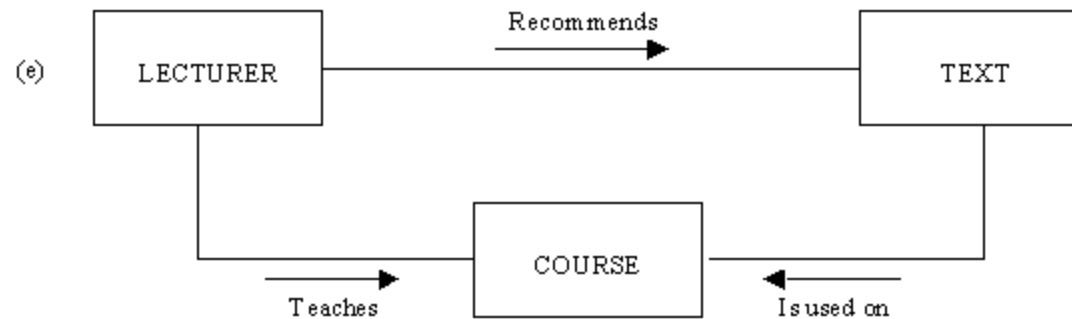 Recommends
(e)
LECTURER
TEXT
COURSE
Teaches
Is used on